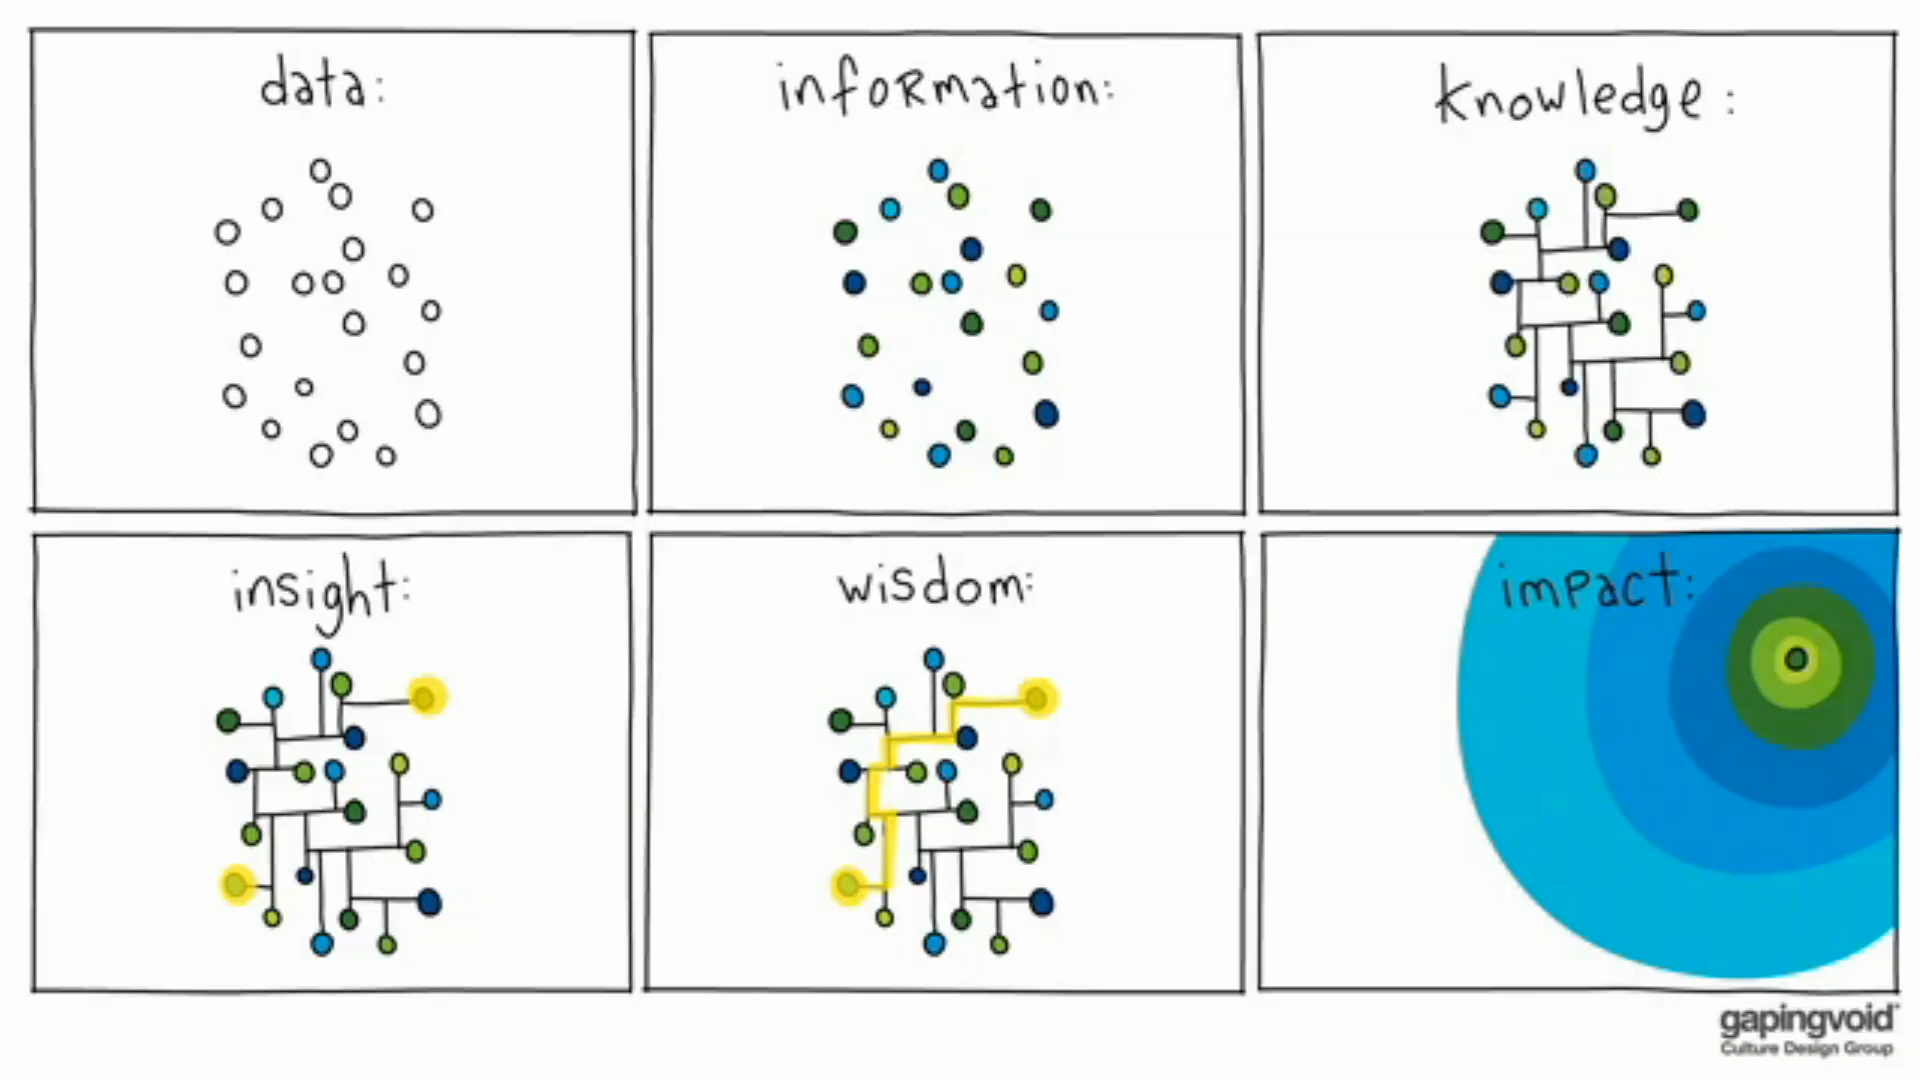 data:
information:
knowledge:
insight:
wisdom:
impact:
gapingvoid
Culture Design Group